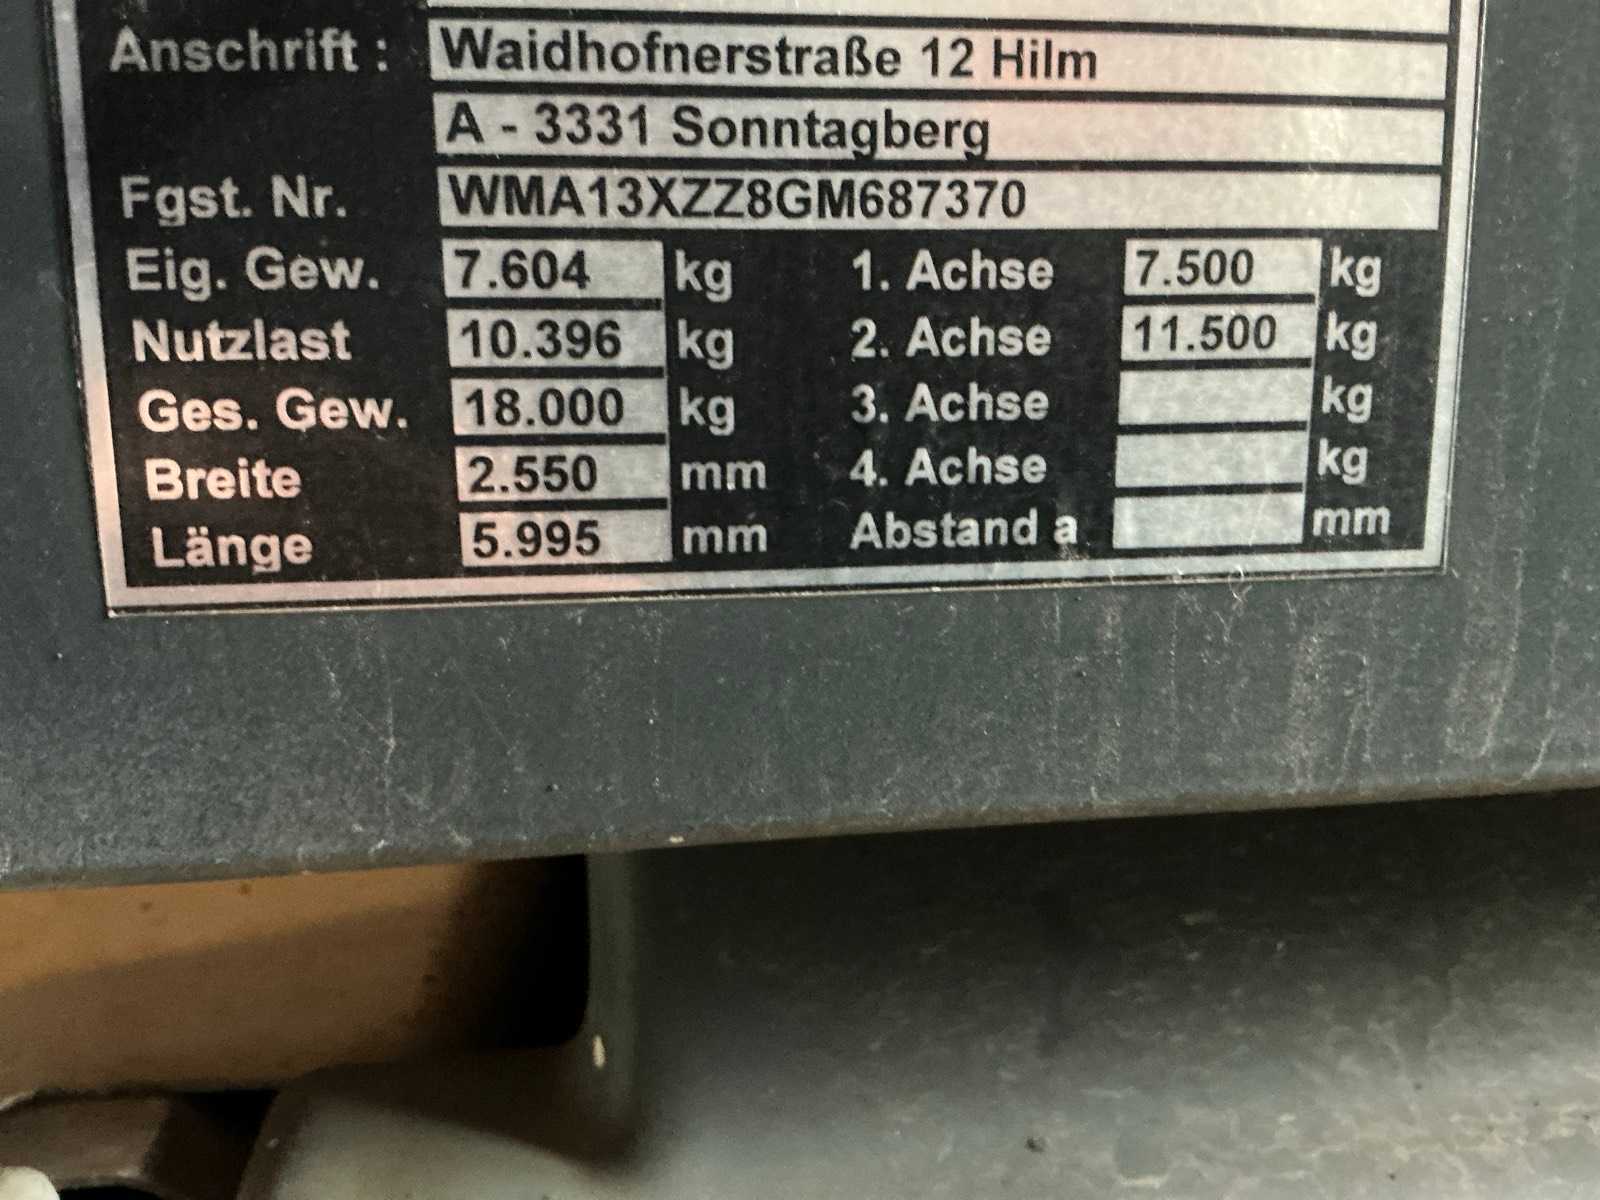 Anschrift : Waidhofnerstraße 12 Hilm
A - 3331 Sonntagberg
Fgst. Nr. WMA13XZZ8GM687370
Eig. Gew. 7.604 kg 1. Achse 7.500 kg
Nutzlast 10.396 kg 2. Achse 11.500 kg
Ges. Gew. 18.000 kg 3. Achse kg
Breite 2.550 mm 4. Achse kg
Länge 5.995 mm Abstand a mm